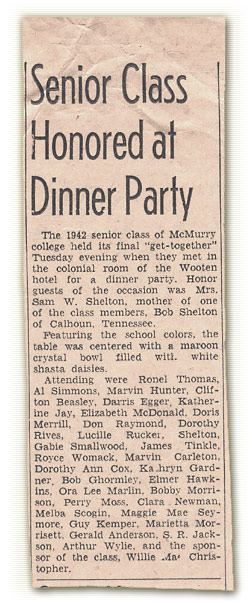 Senior Class
Honored at
Dinner Party
The 1942 senior class of McMurry
college held its final "get-together"
Tuesday evening when they met in
the colonial room of the Wooten
hotel for a dinner party. Honor
guests of the occasion was Mrs.
Sam W. Shelton, mother of one
of the class members, Bob Shelton
of Calhoun, Tennessee.
Featuring the school colors, the
table was centered with a maroon
crystal bowl filled with. white
shasta daisies.
Attending were Ronel Thomas,
Al Simmons, Marvin Hunter, Clif-
ton Beasley, Darris Egger, Kather-
ine Jay, Elizabeth McDonald, Doris
Merrill, Don Raymond, Dorothy
Rives, Lucille Rucker, Shelton,
Gabie Smallwood, James Tinkle,
Royce Womack, Marvin Carleton,
Dorothy Ann Cox, Kathryn Gard-
ner, Bob Ghormley, Elmer Hawk-
ins, Ora Lee Marlin, Bobby Morri-
son, Perry Moss, Clara Newman,
Melba Scogin, Maggie Mae Sey-
more, Guy Kemper, Marietta Mor-
risett, Gerald Anderson, S. R. Jack-
son, Arthur Wylie, and the spon-
sor of the class, Willie Mae Chris-
topher.